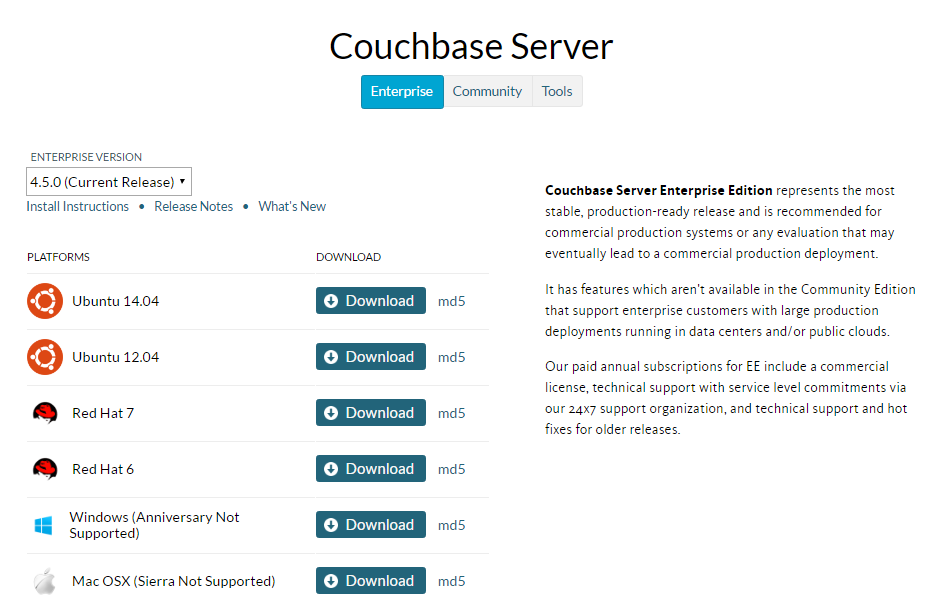 Couchbase Server
Enterprise Community Tools
ENTERPRISE VERSION
4.5.0 (Current Release)
Install Instructions • Release Notes • What's New
PLATFORMS DOWNLOAD
Ubuntu 14.04 Download md5
Ubuntu 12.04 Download md5
Red Hat 7 Download md5
Red Hat 6 Download md5
Windows (Anniversary Not
Supported) Download md5
Mac OSX (Sierra Not Supported) Download md5
Couchbase Server Enterprise Edition represents the most
stable, production-ready release and is recommended for
commercial production systems or any evaluation that may
eventually lead to a commercial production deployment.
It has features which aren't available in the Community Edition
that support enterprise customers with large production
deployments running in data centers and/or public clouds.
Our paid annual subscriptions for EE include a commercial
license, technical support with service level commitments via
our 24x7 support organization, and technical support and hot
fixes for older releases.